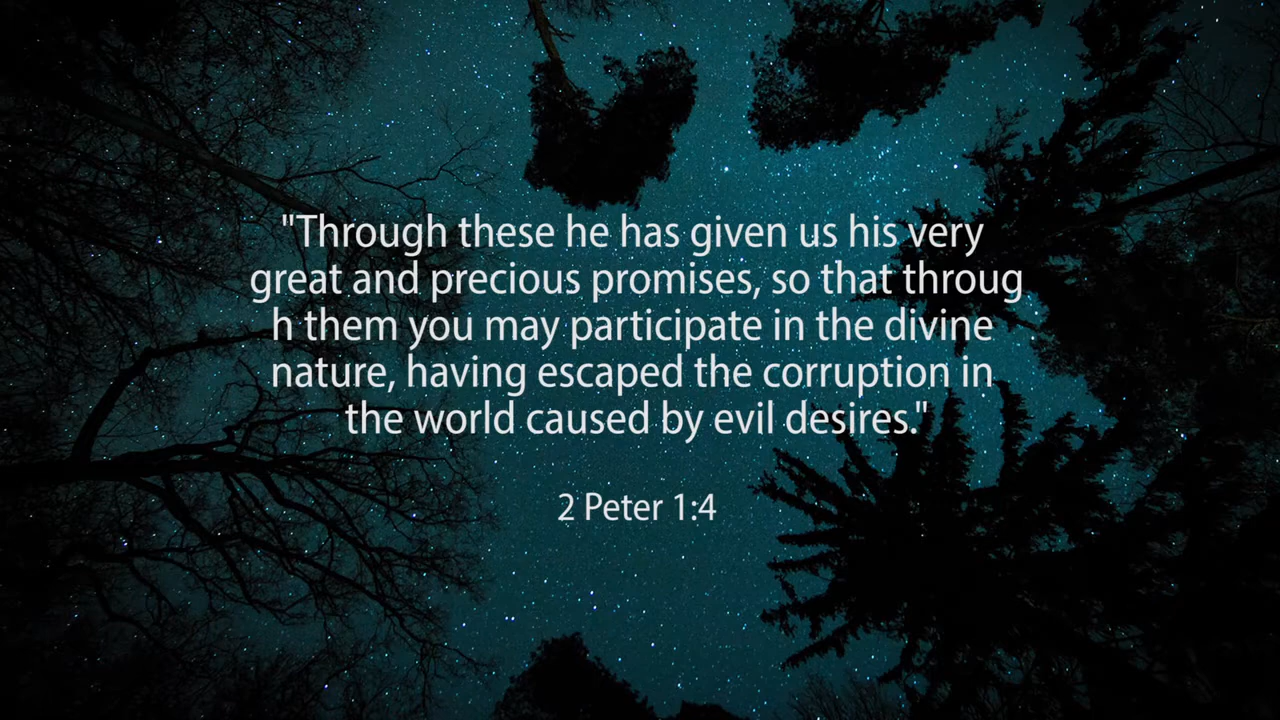 "Through these he has given us his very
great and precious promises, so that throug
h them you may participate in the divine
nature, having escaped the corruption in
the world caused by evil desires."
2 Peter 1:4